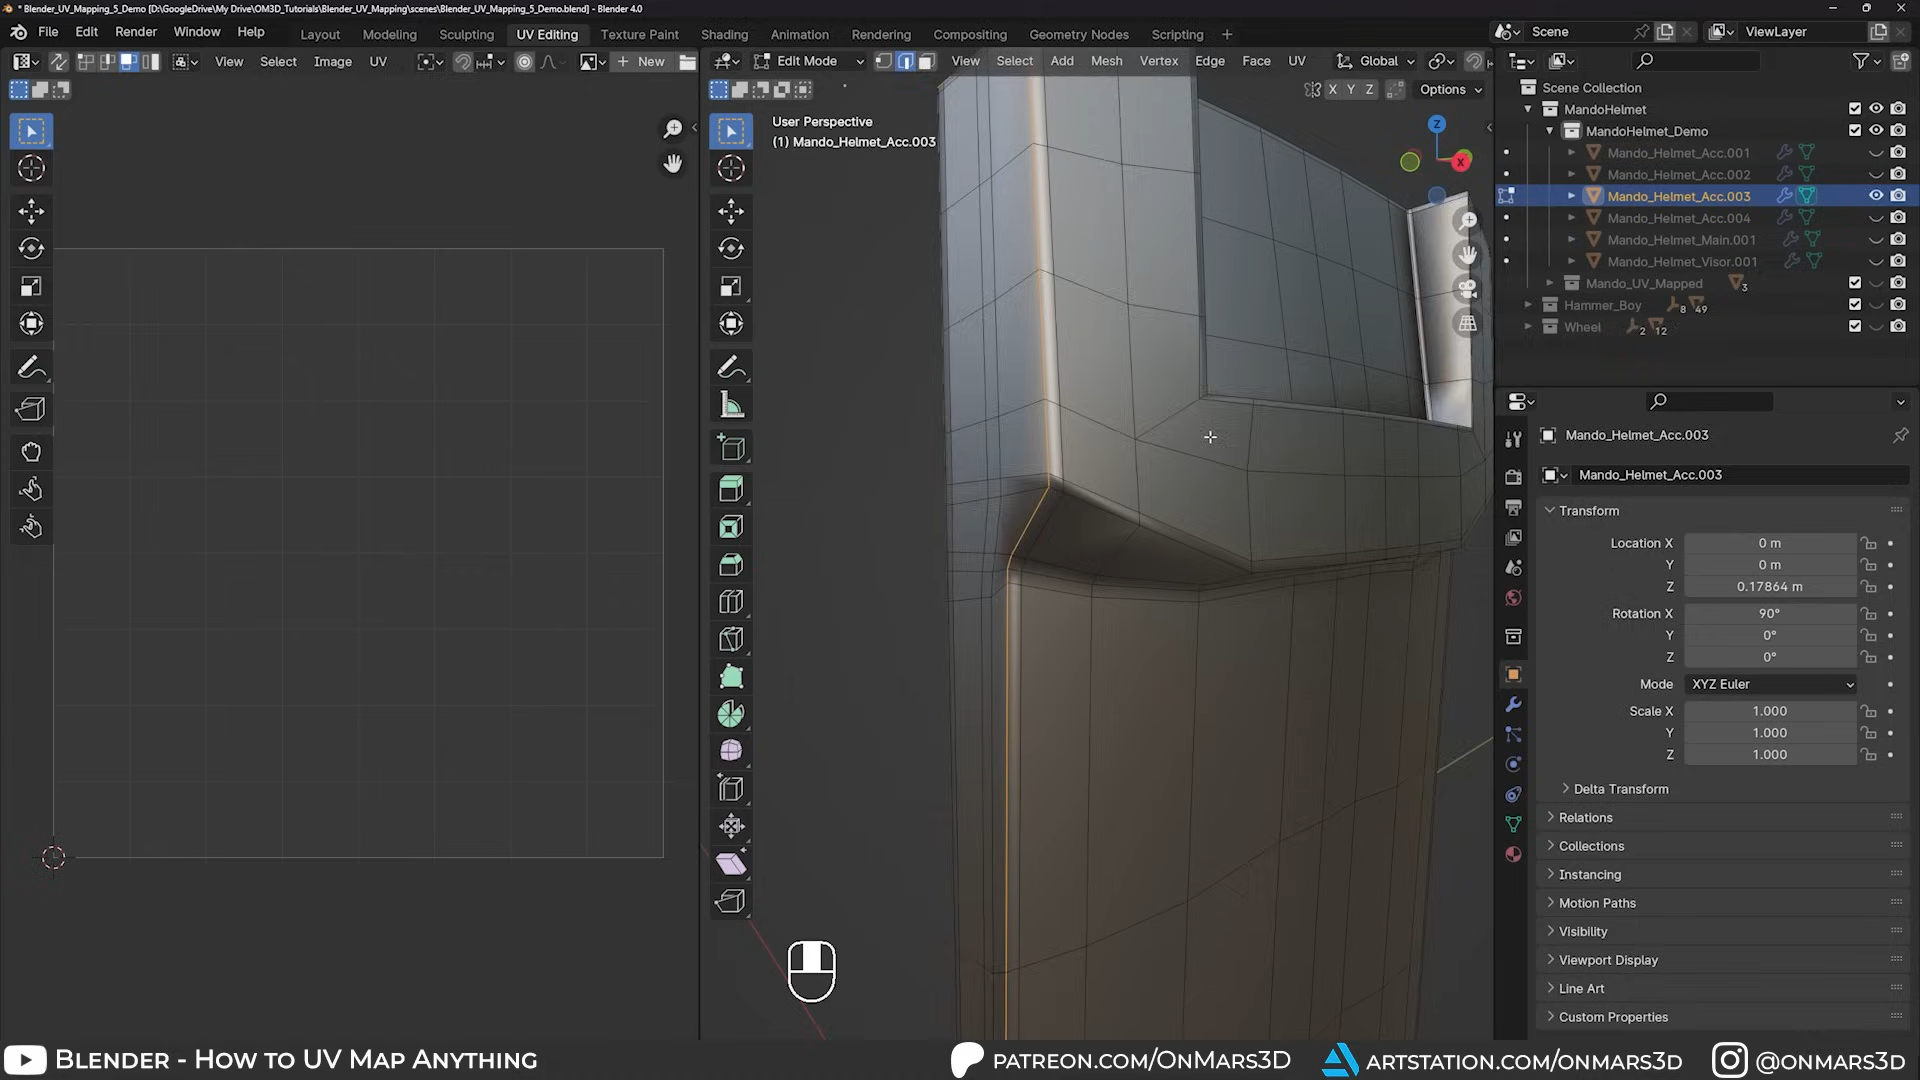 * Blender_UV_Mapping_5_Demo [D:\GoogleDrive\My Drive\OM3D_Tutorials\Blender_UV_Mapping\scenes\Blender_UV_Mapping_5_Demo.blend] - Blender 4.0
File Edit Render Window Help Layout Modeling Sculpting UV Editing Texture Paint Shading Animation Rendering Compositing Geometry Nodes Scripting +
Scene
ViewLayer
View Select Image UV
+ New
Edit Mode
View Select Add Mesh Vertex Edge Face UV
Global
X Y Z
Options
User Perspective
(1) Mando_Helmet_Acc.003
Z
X
Scene Collection
MandoHelmet
MandoHelmet_Demo
Mando_Helmet_Acc.001
Mando_Helmet_Acc.002
Mando_Helmet_Acc.003
Mando_Helmet_Acc.004
Mando_Helmet_Main.001
Mando_Helmet_Visor.001
Mando_UV_Mapped 3
Hammer_Boy 8 49
Wheel 2 12
Mando_Helmet_Acc.003
Mando_Helmet_Acc.003
Transform
Location X 0 m
Y 0 m
Z 0.17864 m
Rotation X 90°
Y 0°
Z 0°
Mode XYZ Euler
Scale X 1.000
Y 1.000
Z 1.000
Delta Transform
Relations
Collections
Instancing
Motion Paths
Visibility
Viewport Display
Line Art
Custom Properties
Blender - How to UV Map Anything
patreon.com/OnMars3D
artstation.com/onmars3d
@onmars3d